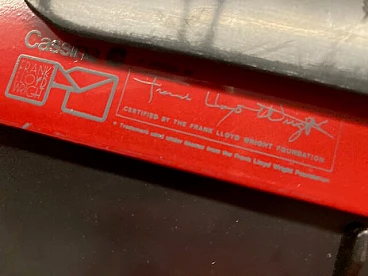 Cassina
FRANK
LLOYD
WRIGHT
Frank Lloyd Wright
CERTIFIED BY THE FRANK LLOYD WRIGHT FOUNDATION
* Trademark used under license from the Frank Lloyd Wright Foundation